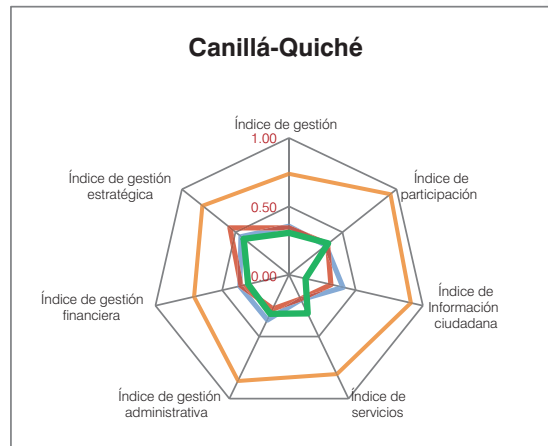 Canillá-Quiché
Índice de gestión
1.00
Índice de gestión
estratégica
Índice de
participación
0.50
0.00
Índice de gestión
financiera
Índice de
Información
ciudadana
Índice de gestión
administrativa
Índice de
servicios